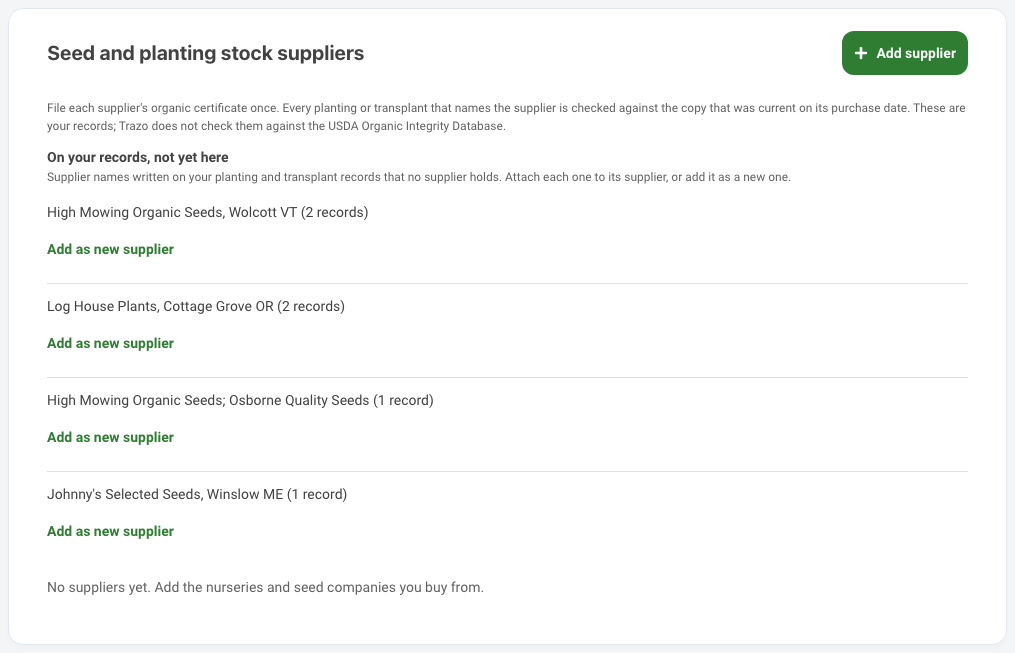 Seed and planting stock suppliers
+ Add supplier
File each supplier's organic certificate once. Every planting or transplant that names the supplier is checked against the copy that was current on its purchase date. These are
your records; Trazo does not check them against the USDA Organic Integrity Database.
On your records, not yet here
Supplier names written on your planting and transplant records that no supplier holds. Attach each one to its supplier, or add it as a new one.
High Mowing Organic Seeds, Wolcott VT (2 records)
Add as new supplier
Log House Plants, Cottage Grove OR (2 records)
Add as new supplier
High Mowing Organic Seeds; Osborne Quality Seeds (1 record)
Add as new supplier
Johnny's Selected Seeds, Winslow ME (1 record)
Add as new supplier
No suppliers yet. Add the nurseries and seed companies you buy from.